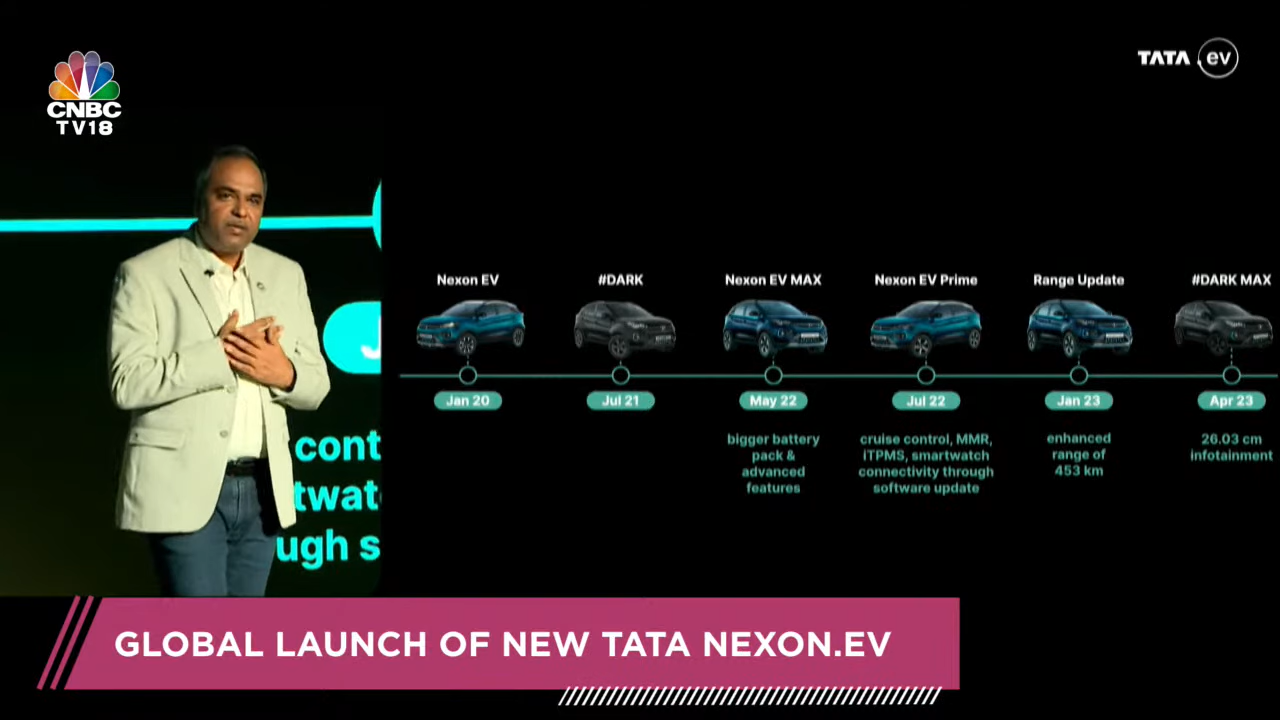 CNBC
TV18
TATA .ev
Nexon EV
#DARK
Nexon EV MAX
Nexon EV Prime
Range Update
#DARK MAX
Jan 20
Jul 21
May 22
Jul 22
Jan 23
Apr 23
bigger battery
pack &
advanced
features
cruise control, MMR,
iTPMS, smartwatch
connectivity through
software update
enhanced
range of
453 km
26.03 cm
infotainment
cont
twat
ugh s
GLOBAL LAUNCH OF NEW TATA NEXON.EV